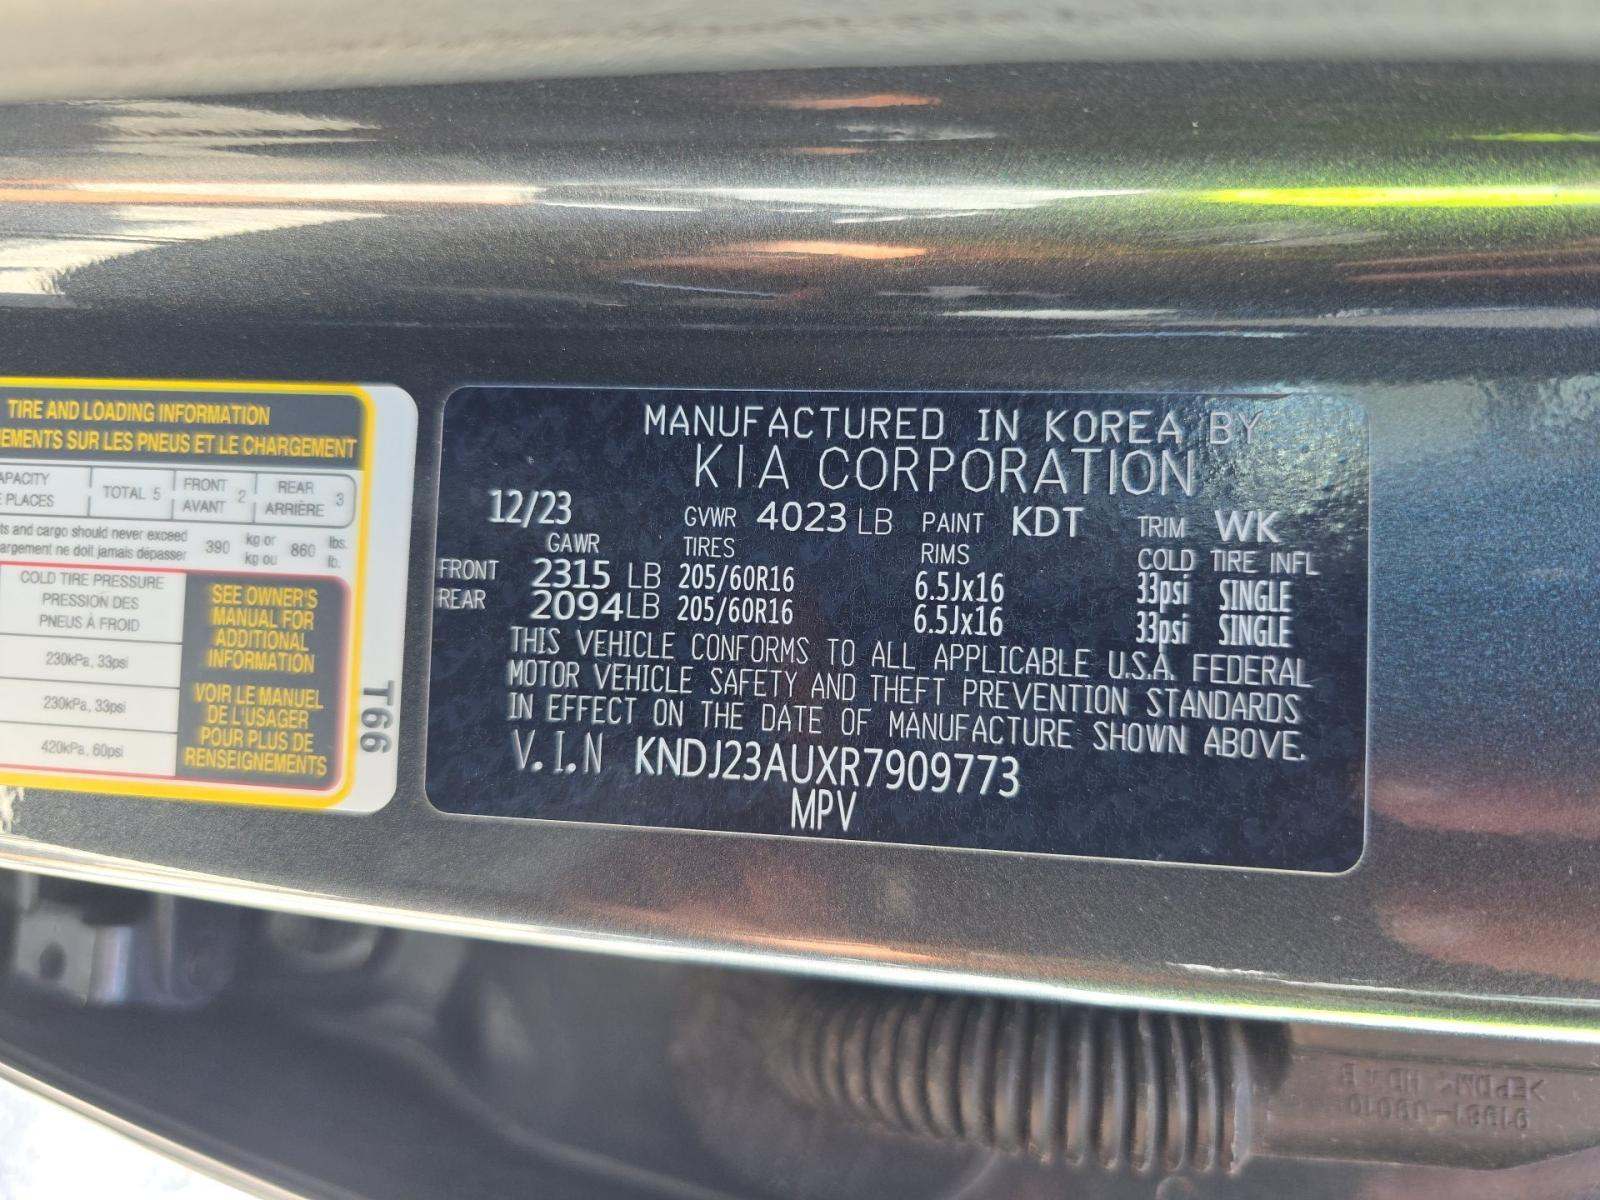 TIRE AND LOADING INFORMATION
SUR LES PNEUS ET LE CHARGEMENT
TOTAL 5
FRONT
AVANT 2
REAR
ARRIÈRE 3
and cargo should never exceed
ne doit jamais dépasser
390 kg or
kg ou
860 lbs.
lb.
COLD TIRE PRESSURE
PRESSION DES
PNEUS À FROID
230kPa, 33psi
230kPa, 33psi
420kPa, 60psi
SEE OWNER'S
MANUAL FOR
ADDITIONAL
INFORMATION
VOIR LE MANUEL
DE L'USAGER
POUR PLUS DE
RENSEIGNEMENTS
T66
MANUFACTURED IN KOREA BY
KIA CORPORATION
12/23 GVWR 4023 LB PAINT KDT TRIM WK
GAWR TIRES RIMS COLD TIRE INFL
FRONT 2315 LB 205/60R16 6.5Jx16 33psi SINGLE
REAR 2094 LB 205/60R16 6.5Jx16 33psi SINGLE
THIS VEHICLE CONFORMS TO ALL APPLICABLE U.S.A. FEDERAL
MOTOR VEHICLE SAFETY AND THEFT PREVENTION STANDARDS
IN EFFECT ON THE DATE OF MANUFACTURE SHOWN ABOVE.
V.I.N KNDJ23AUXR7909773
MPV